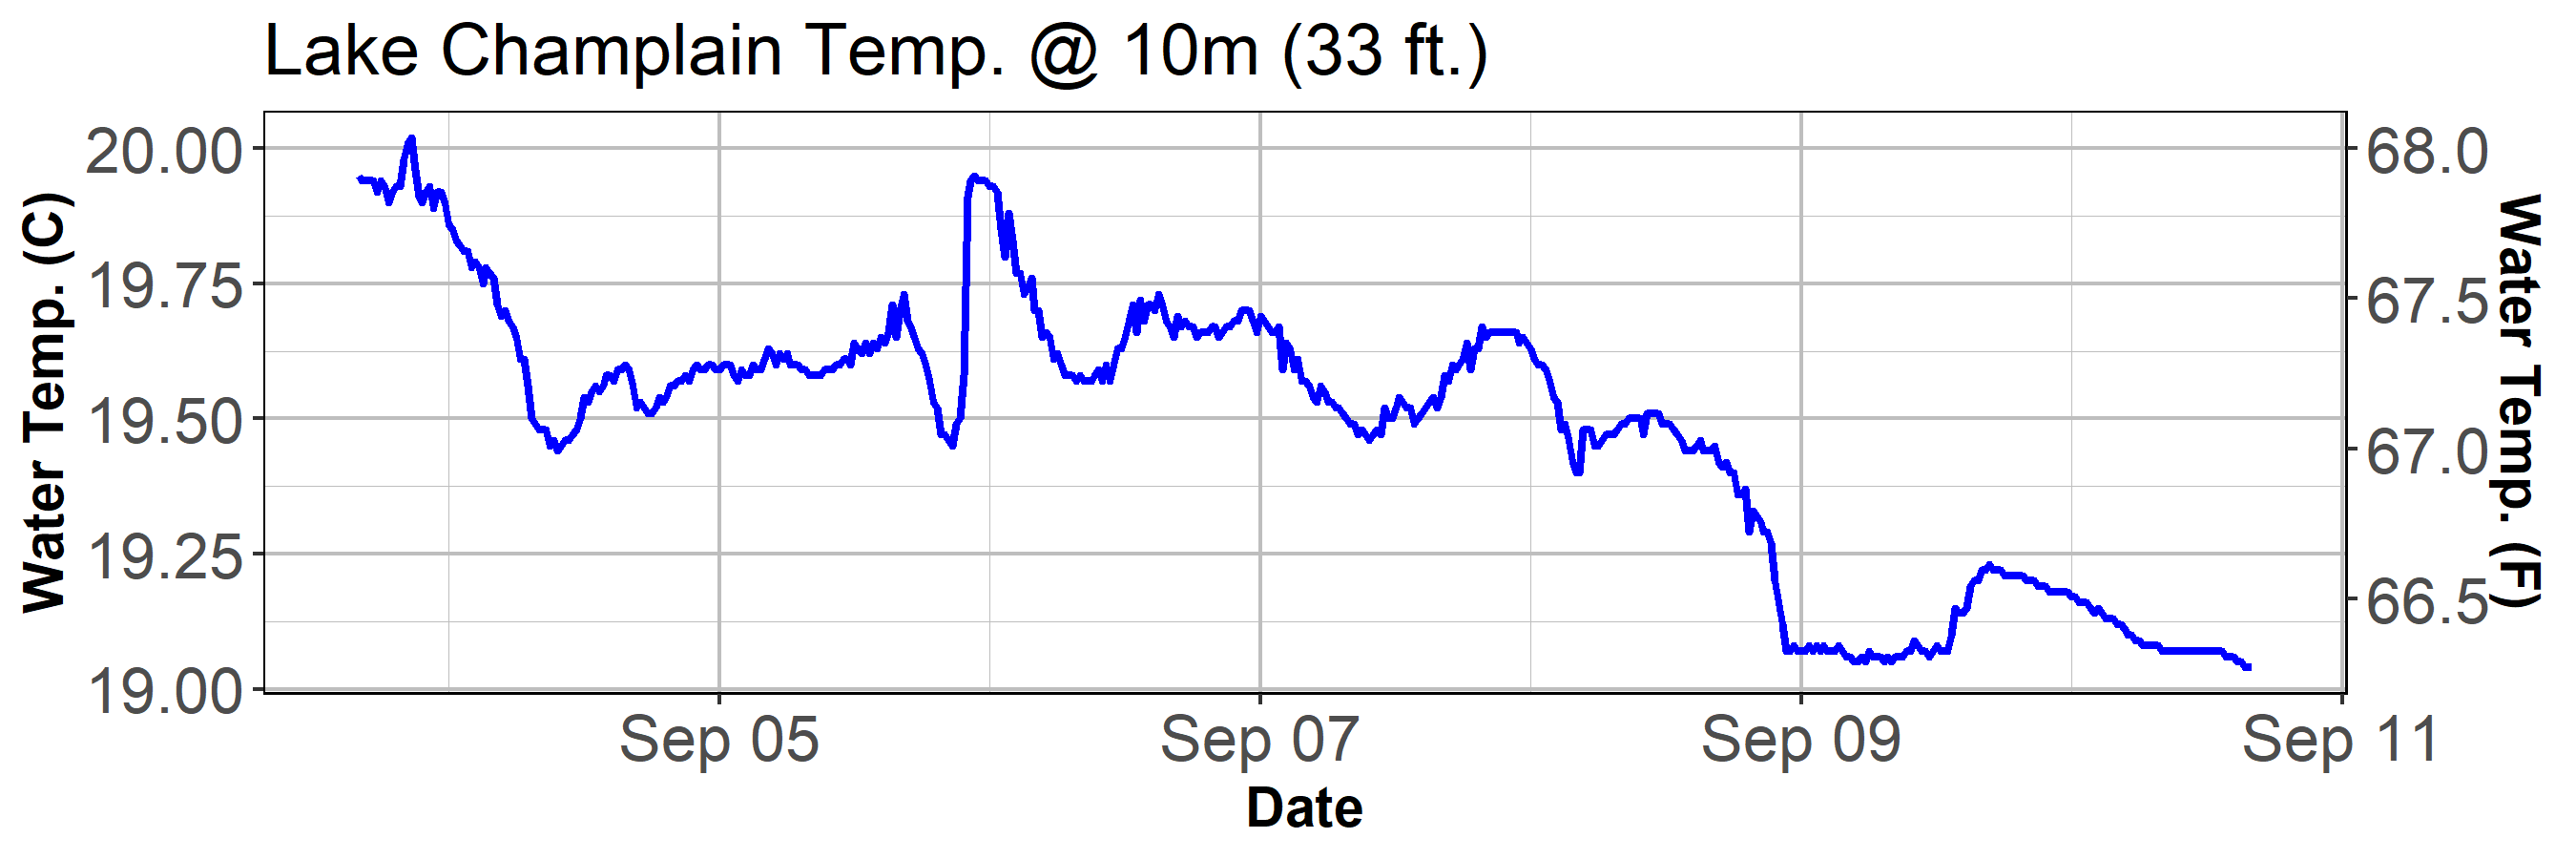 Lake Champlain Temp. @ 10m (33 ft.)
Water Temp. (C)
20.00
19.75
19.50
19.25
19.00
68.0
67.5
67.0
66.5
Water Temp. (F)
Sep 05 Sep 07 Sep 09 Sep 11
Date